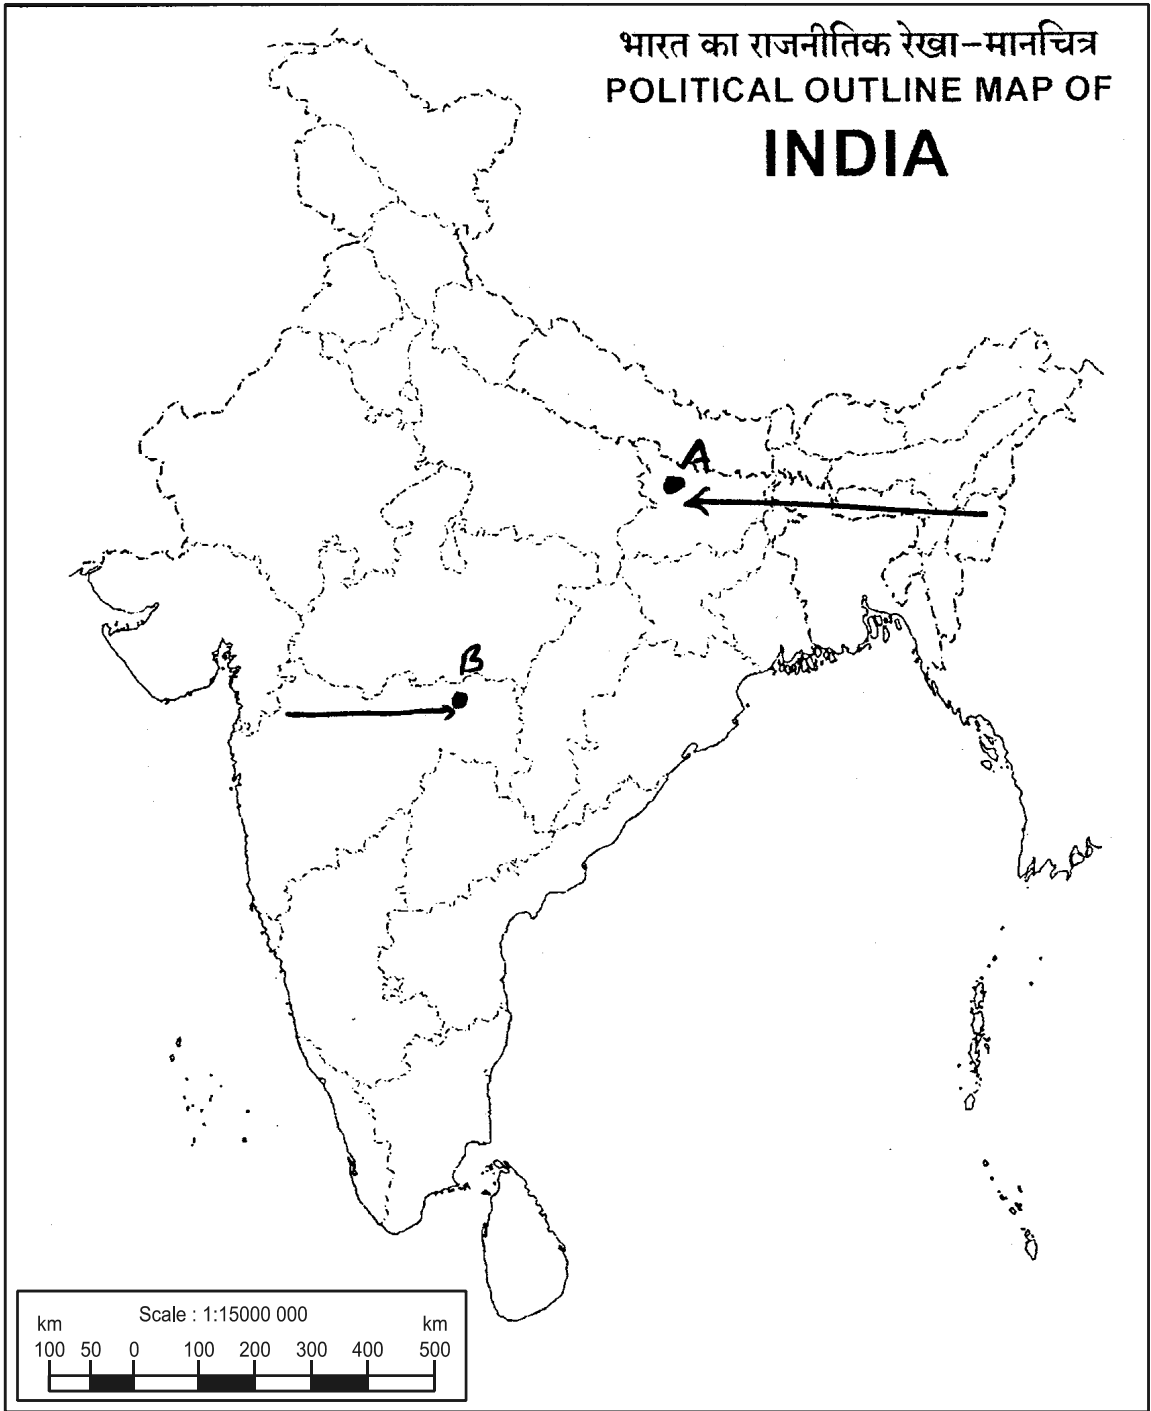 भारत का राजनीतिक रेखा-मानचित्र
POLITICAL OUTLINE MAP OF
INDIA
A
B
Scale : 1:15000 000
km km
100 50 0 100 200 300 400 500